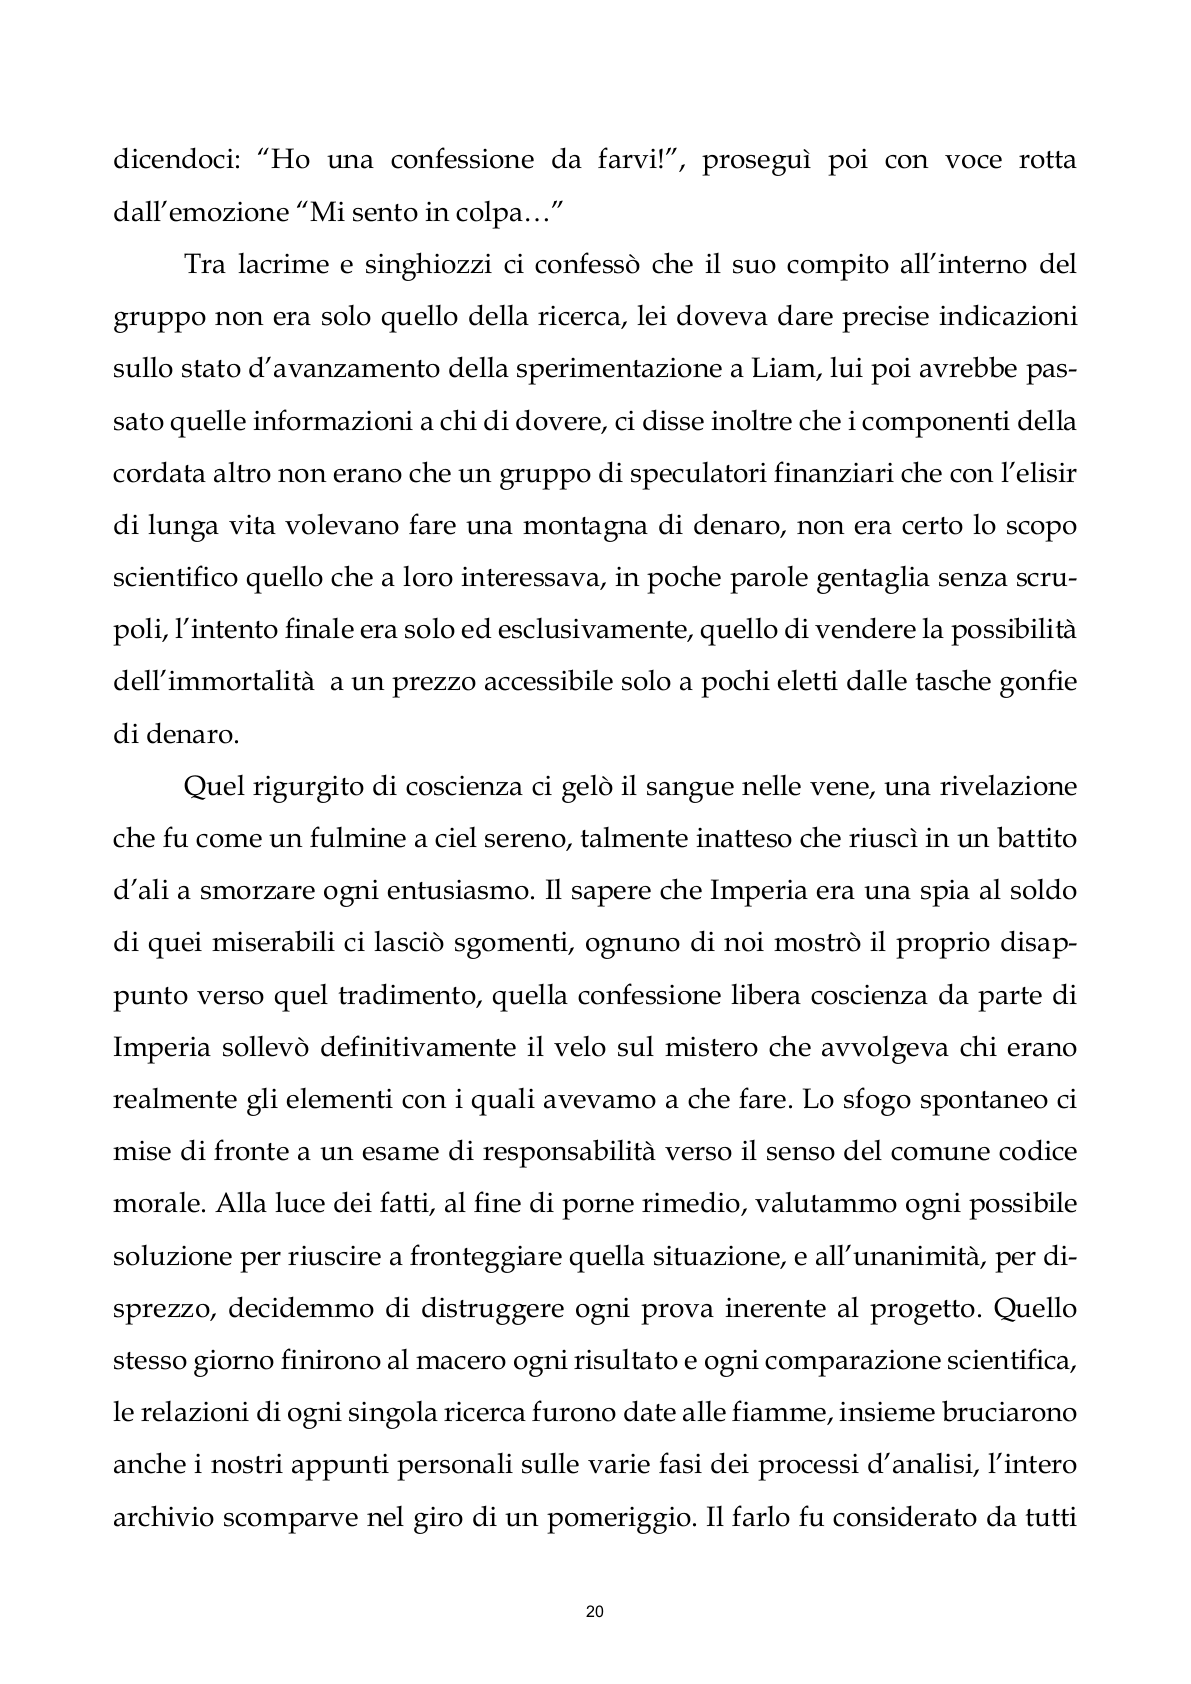 dicendoci: “Ho una confessione da farvi!”, proseguì poi con voce rotta
dall’emozione “Mi sento in colpa…”
Tra lacrime e singhiozzi ci confessò che il suo compito all’interno del
gruppo non era solo quello della ricerca, lei doveva dare precise indicazioni
sullo stato d’avanzamento della sperimentazione a Liam, lui poi avrebbe pas-
sato quelle informazioni a chi di dovere, ci disse inoltre che i componenti della
cordata altro non erano che un gruppo di speculatori finanziari che con l’elisir
di lunga vita volevano fare una montagna di denaro, non era certo lo scopo
scientifico quello che a loro interessava, in poche parole gentaglia senza scru-
poli, l’intento finale era solo ed esclusivamente, quello di vendere la possibilità
dell’immortalità  a un prezzo accessibile solo a pochi eletti dalle tasche gonfie
di denaro.
Quel rigurgito di coscienza ci gelò il sangue nelle vene, una rivelazione
che fu come un fulmine a ciel sereno, talmente inatteso che riuscì in un battito
d’ali a smorzare ogni entusiasmo. Il sapere che Imperia era una spia al soldo
di quei miserabili ci lasciò sgomenti, ognuno di noi mostrò il proprio disap-
punto verso quel tradimento, quella confessione libera coscienza da parte di
Imperia sollevò definitivamente il velo sul mistero che avvolgeva chi erano
realmente gli elementi con i quali avevamo a che fare. Lo sfogo spontaneo ci
mise di fronte a un esame di responsabilità verso il senso del comune codice
morale. Alla luce dei fatti, al fine di porne rimedio, valutammo ogni possibile
soluzione per riuscire a fronteggiare quella situazione, e all’unanimità, per di-
sprezzo, decidemmo di distruggere ogni prova inerente al progetto. Quello
stesso giorno finirono al macero ogni risultato e ogni comparazione scientifica,
le relazioni di ogni singola ricerca furono date alle fiamme, insieme bruciarono
anche i nostri appunti personali sulle varie fasi dei processi d’analisi, l’intero
archivio scomparve nel giro di un pomeriggio. Il farlo fu considerato da tutti
20